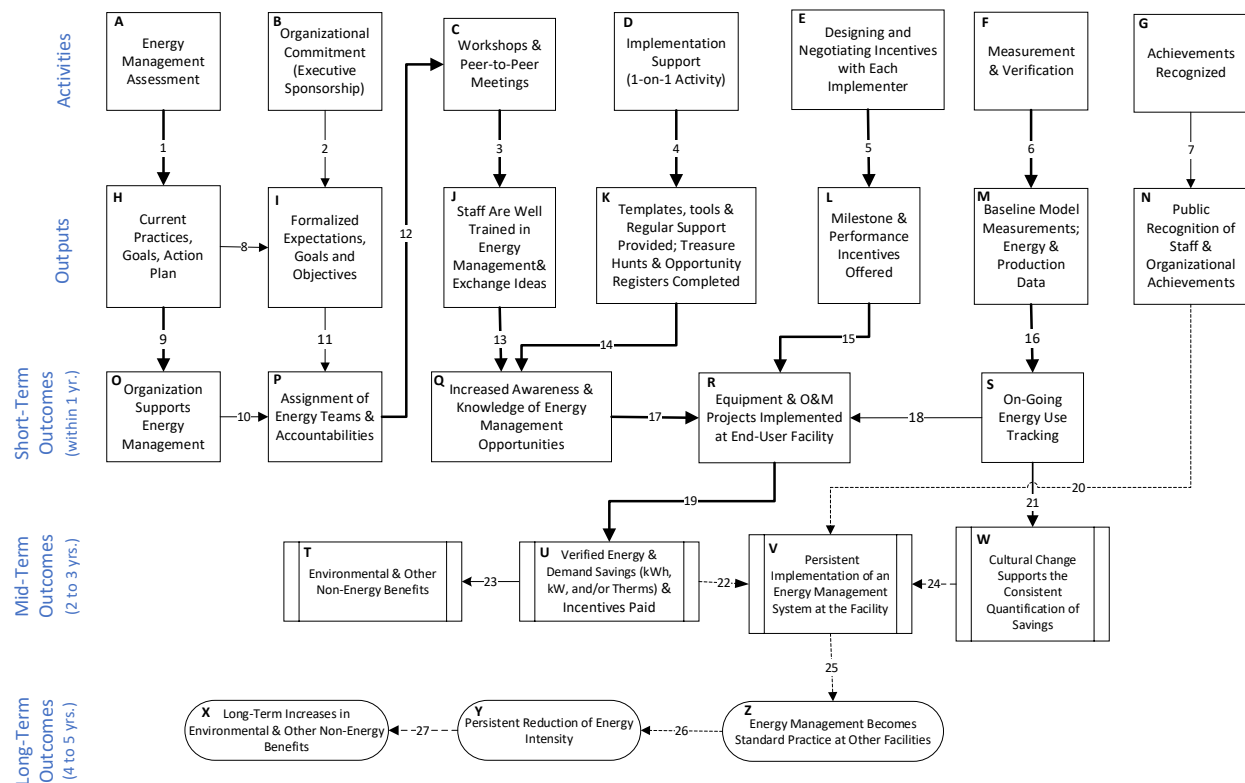 Activities
A
Energy
Management
Assessment
B
Organizational
Commitment
(Executive
Sponsorship)
C
Workshops &
Peer-to-Peer
Meetings
D
Implementation
Support
(1-on-1 Activity)
E
Designing and
Negotiating Incentives
with Each
Implementer
F
Measurement
& Verification
G
Achievements
Recognized
1
2
3
4
5
6
7
Outputs
H
Current
Practices,
Goals, Action
Plan
8
I
Formalized
Expectations,
Goals and
Objectives
12
J
Staff Are Well
Trained in
Energy
Management&
Exchange Ideas
K
Templates, tools &
Regular Support
Provided; Treasure
Hunts & Opportunity
Registers Completed
L
Milestone &
Performance
Incentives
Offered
M
Baseline Model
Measurements;
Energy &
Production
Data
N
Public
Recognition of
Staff &
Organizational
Achievements
9
11
13
14
15
16
Short-Term
Outcomes
(within 1 yr.)
O
Organization
Supports
Energy
Management
10
P
Assignment of
Energy Teams &
Accountabilities
Q
Increased Awareness &
Knowledge of Energy
Management
Opportunities
17
R
Equipment & O&M
Projects Implemented
at End-User Facility
18
S
On-Going
Energy Use
Tracking
19
20
21
Mid-Term
Outcomes
(2 to 3 yrs.)
T
Environmental & Other
Non-Energy Benefits
23
U
Verified Energy &
Demand Savings (kWh,
kW, and/or Therms) &
Incentives Paid
22
V
Persistent
Implementation of an
Energy Management
System at the Facility
24
W
Cultural Change
Supports the
Consistent
Quantification of
Savings
25
Long-Term
Outcomes
(4 to 5 yrs.)
X
Long-Term Increases in
Environmental & Other Non-Energy
Benefits
27
Y
Persistent Reduction of Energy
Intensity
26
Z
Energy Management Becomes
Standard Practice at Other Facilities